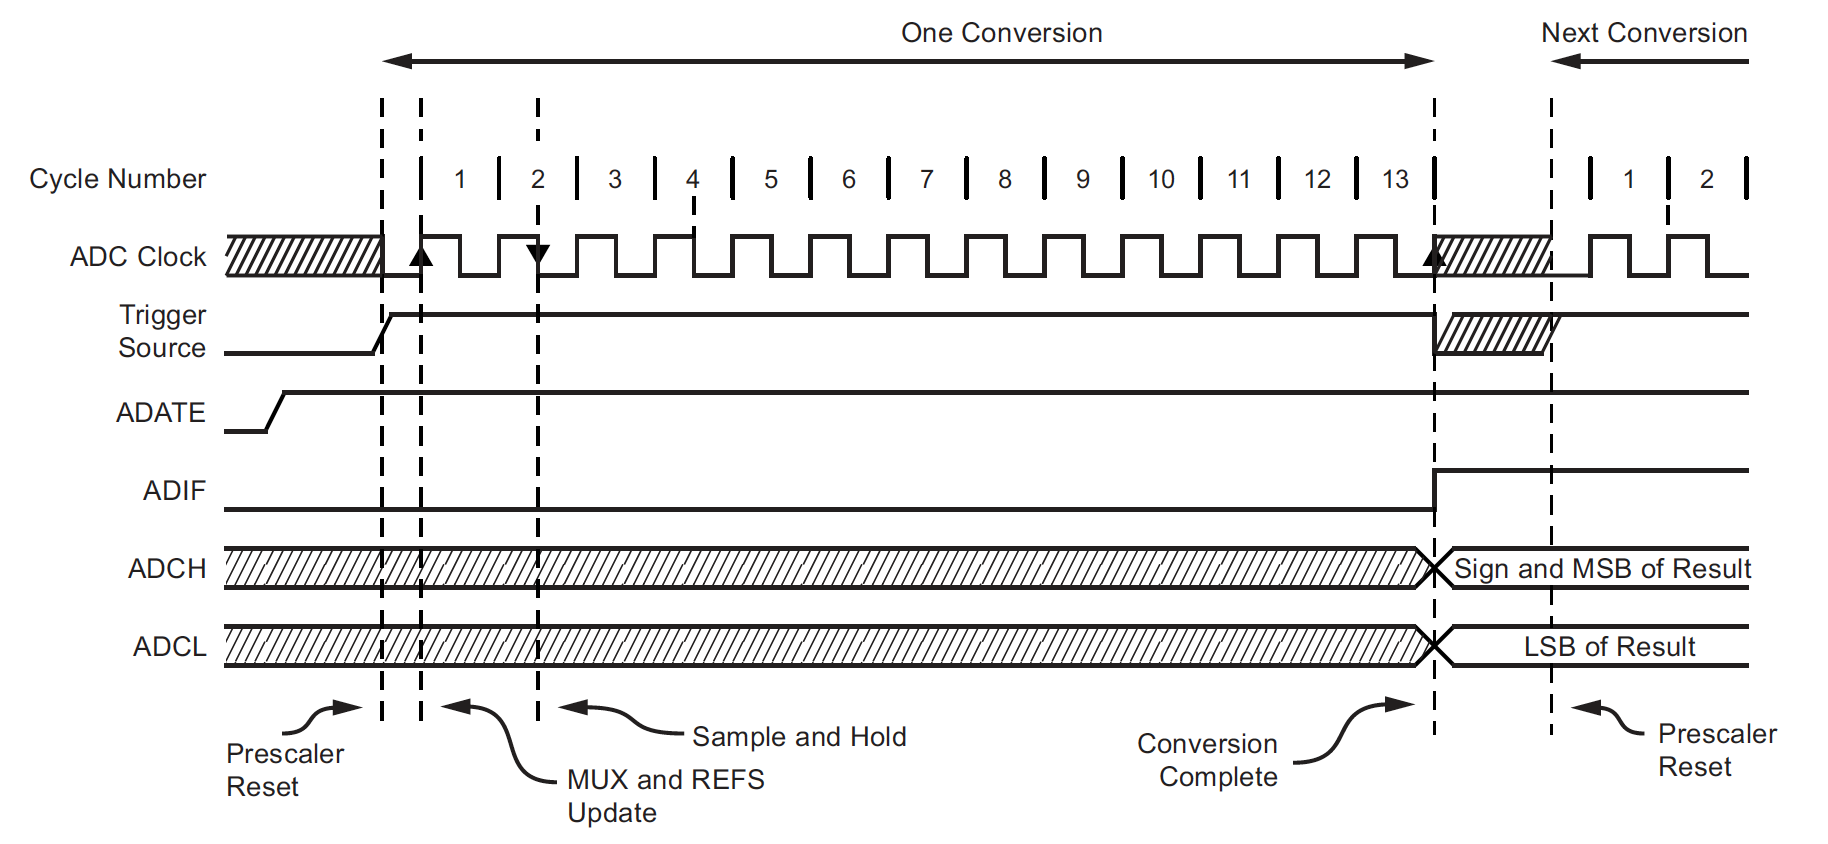 One Conversion
Next Conversion
Cycle Number
1 2 3 4 5 6 7 8 9 10 11 12 13 1 2
ADC Clock
Trigger
Source
ADATE
ADIF
ADCH
Sign and MSB of Result
ADCL
LSB of Result
Prescaler
Reset
MUX and REFS
Update
Sample and Hold
Conversion
Complete
Prescaler
Reset